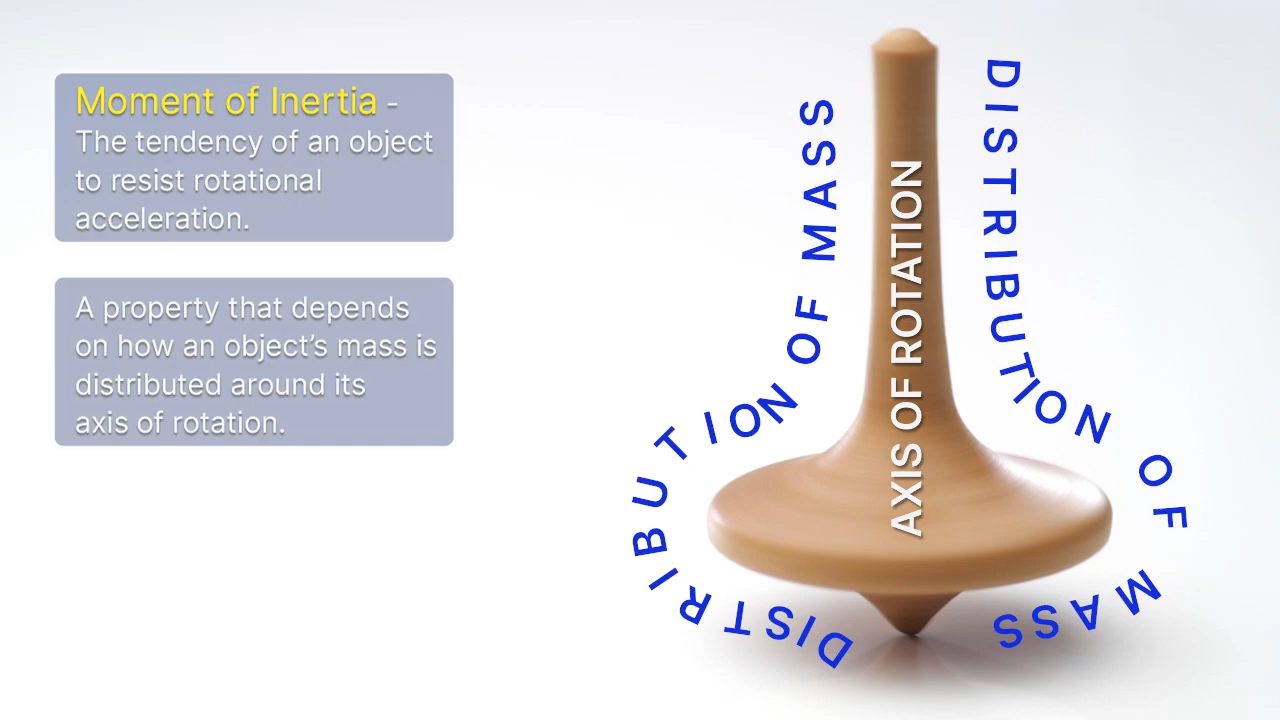 Moment of Inertia -
The tendency of an object
to resist rotational
acceleration.
A property that depends
on how an object’s mass is
distributed around its
axis of rotation.
DISTRIBUTION OF MASS
AXIS OF ROTATION
DISTRIBUTION OF MASS